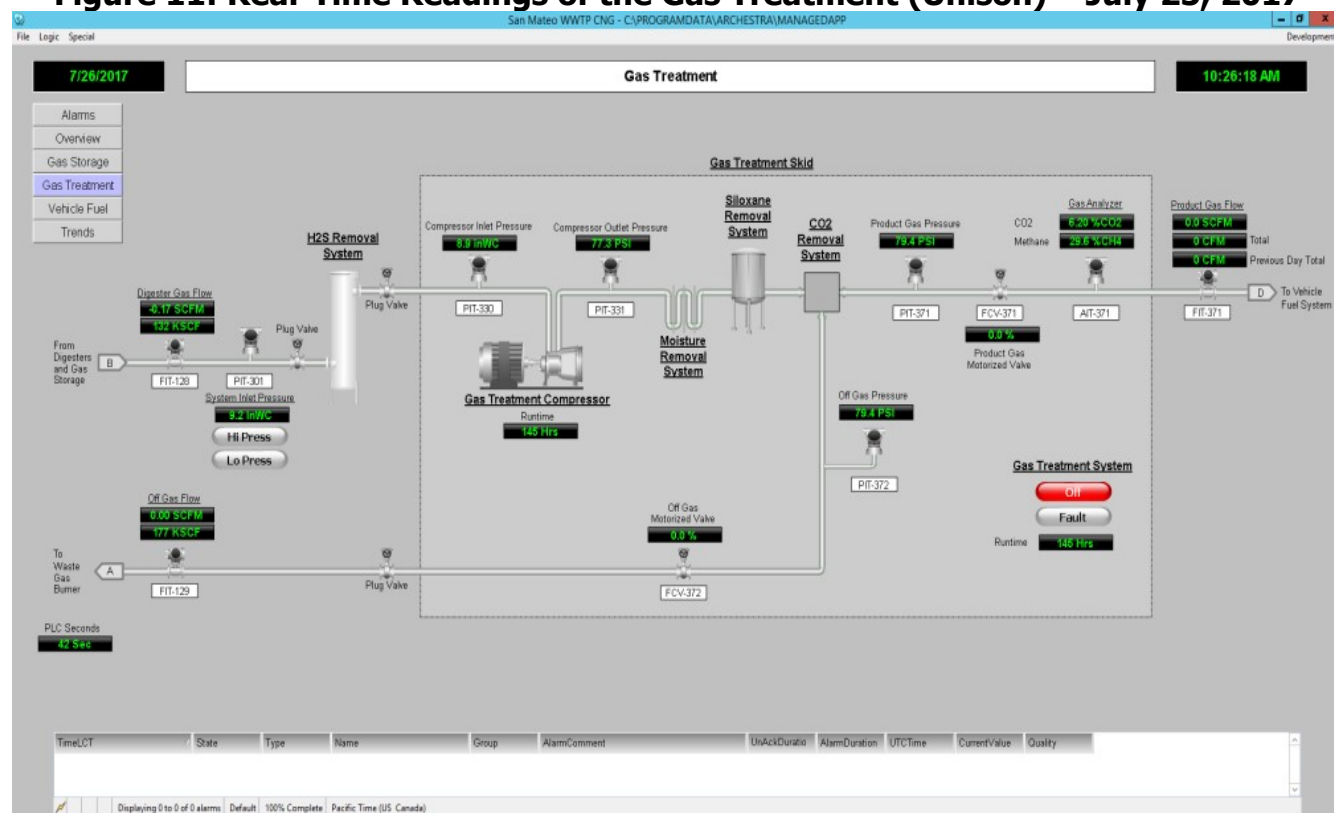 Figure 11: Real Time Readings of the Gas Treatment (Unison) – July 25, 2017
San Mateo WWTP CNG - C:\PROGRAMDATA\ARCHESTRA\MANAGEDAPP
File Logic Special
Development
7/26/2017
Gas Treatment
10:26:18 AM
Alarms
Overview
Gas Storage
Gas Treatment
Vehicle Fuel
Trends
Gas Treatment Skid
H2S Removal
System
Plug Valve
Compressor Inlet Pressure
8.9 InWC
PIT-330
Compressor Outlet Pressure
77.3 PSI
PIT-331
Siloxane
Removal
System
CO2
Removal
System
Product Gas Pressure
79.4 PSI
PIT-371
Gas Analyzer
CO2 6.20 %CO2
Methane 29.6 %CH4
AIT-371
FCV-371
0.0 %
Product Gas
Motorized Valve
Product Gas Flow
0.0 SCFM
0 CFM Total
0 CFM Previous Day Total
FIT-371
D
To Vehicle
Fuel System
Digester Gas Flow
-0.17 SCFM
132 KSCF
From
Digesters
and Gas
Storage
B
FIT-128
PIT-301
Plug Valve
System Inlet Pressure
9.2 InWC
Hi Press
Lo Press
Gas Treatment Compressor
Runtime
145 Hrs
Moisture
Removal
System
Off Gas Pressure
79.4 PSI
PIT-372
Gas Treatment System
Off
Fault
Runtime 145 Hrs
Off Gas Flow
0.00 SCFM
177 KSCF
To
Waste
Gas
Burner
A
FIT-129
Plug Valve
Off Gas
Motorized Valve
0.0 %
FCV-372
PLC Seconds
42 Sec
TimeLCT / State Type Name Group AlarmComment UnAckDuratio AlarmDuration UTCTime CurrentValue Quality
Displaying 0 to 0 of 0 alarms Default 100% Complete Pacific Time (US Canada)